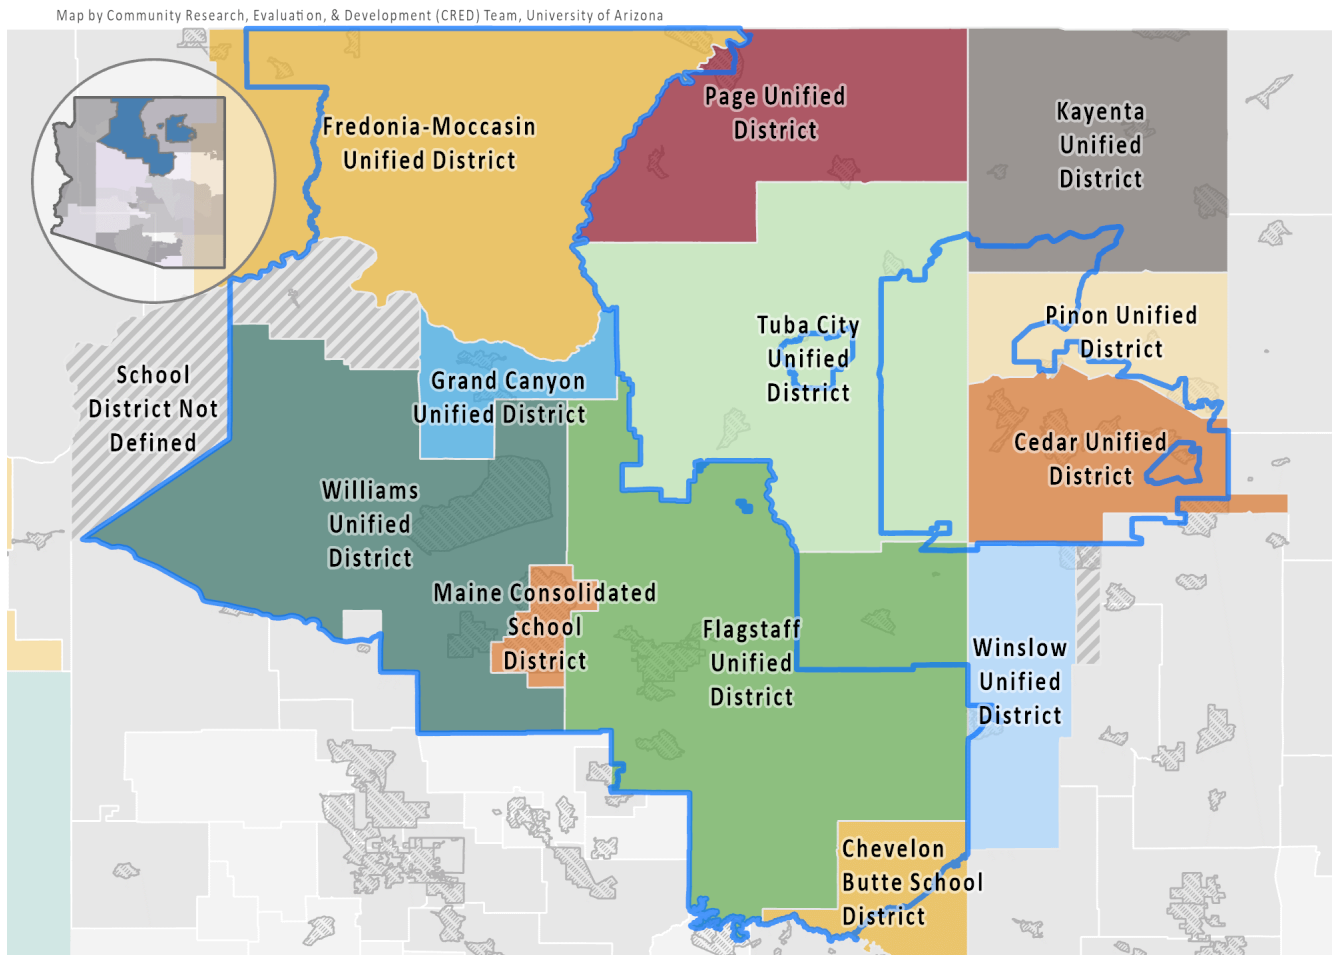 Map by Community Research, Evaluation, & Development (CRED) Team, University of Arizona
Page Unified
District
Kayenta
Unified
District
Fredonia-Moccasin
Unified District
Tuba City
Unified
District
Pinon Unified
District
School
District Not
Defined
Grand Canyon
Unified District
Cedar Unified
District
Williams
Unified
District
Maine Consolidated
School
District
Flagstaff
Unified
District
Winslow
Unified
District
Chevelon
Butte School
District